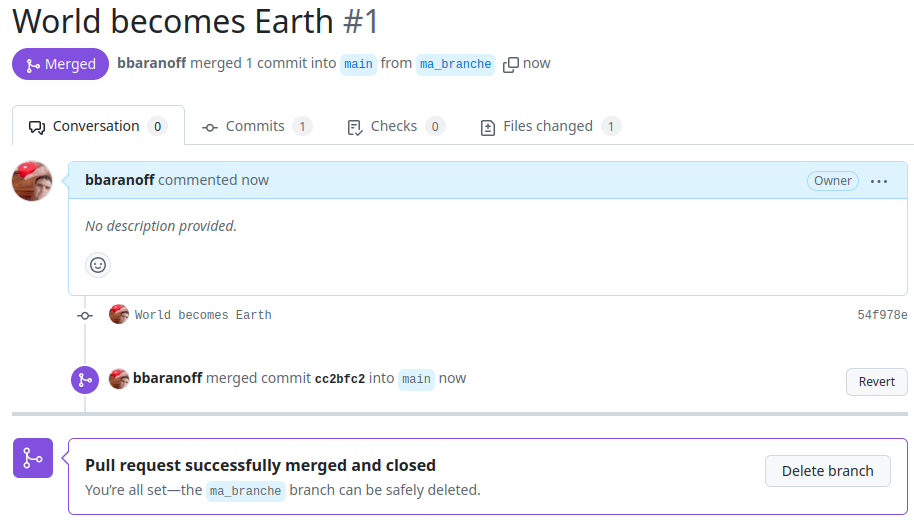 World becomes Earth #1
Merged bbaranoff merged 1 commit into main from ma_branche now
Conversation 0 Commits 1 Checks 0 Files changed 1
bbaranoff commented now Owner ...
No description provided.
World becomes Earth 54f978e
bbaranoff merged commit cc2bfc2 into main now Revert
Pull request successfully merged and closed
Delete branch
You’re all set—the ma_branche branch can be safely deleted.